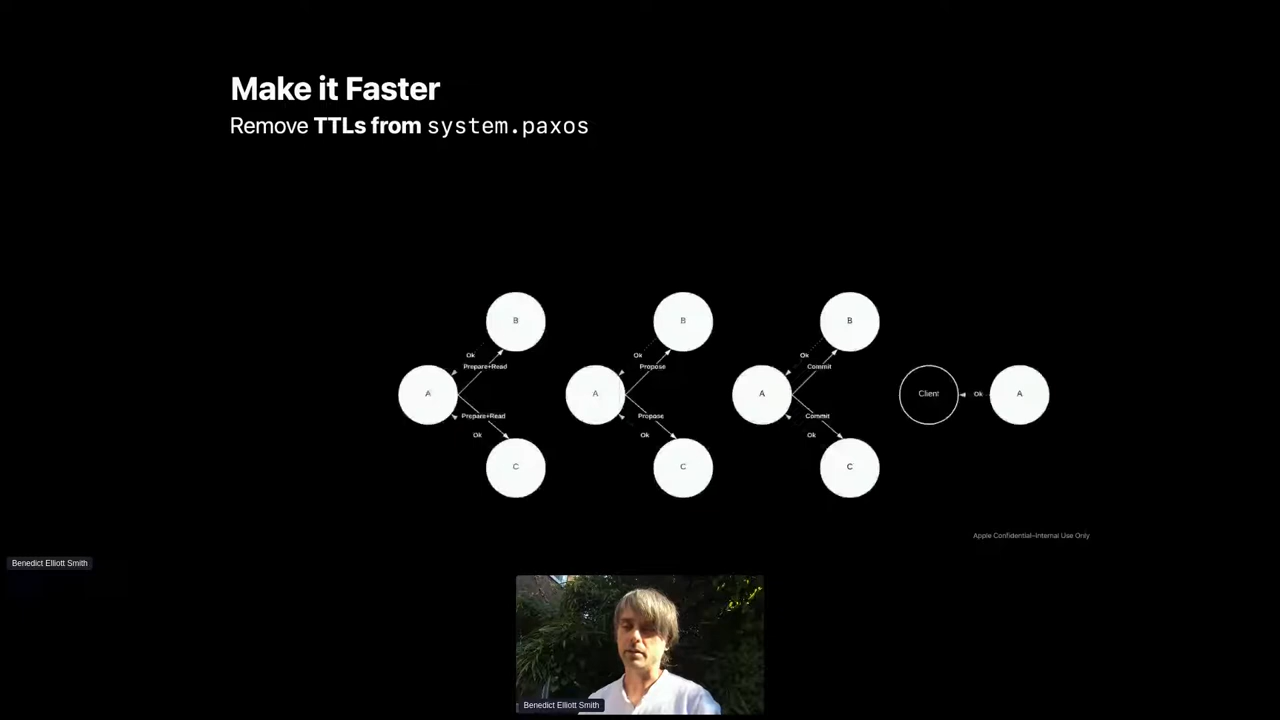 Make it Faster
Remove TTLs from system.paxos
B
B
B
Ok
Prepare+Read
Ok
Propose
Ok
Commit
A
A
A
Client
Ok
A
Prepare+Read
Ok
Propose
Ok
Commit
Ok
C
C
C
Apple Confidential–Internal Use Only
Benedict Elliott Smith
Benedict Elliott Smith